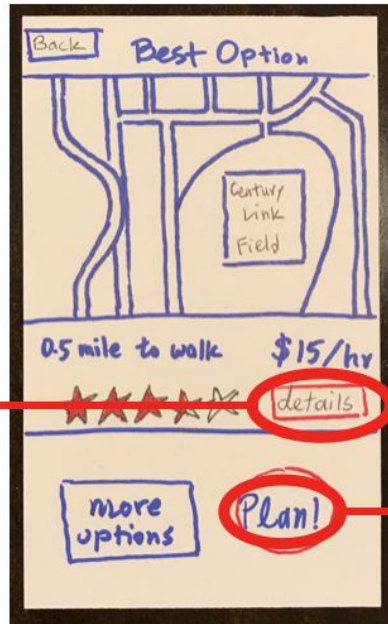 Back
Best Option
Century
Link
Field
0.5 mile to walk
$15/hr
details
more
options
Plan!